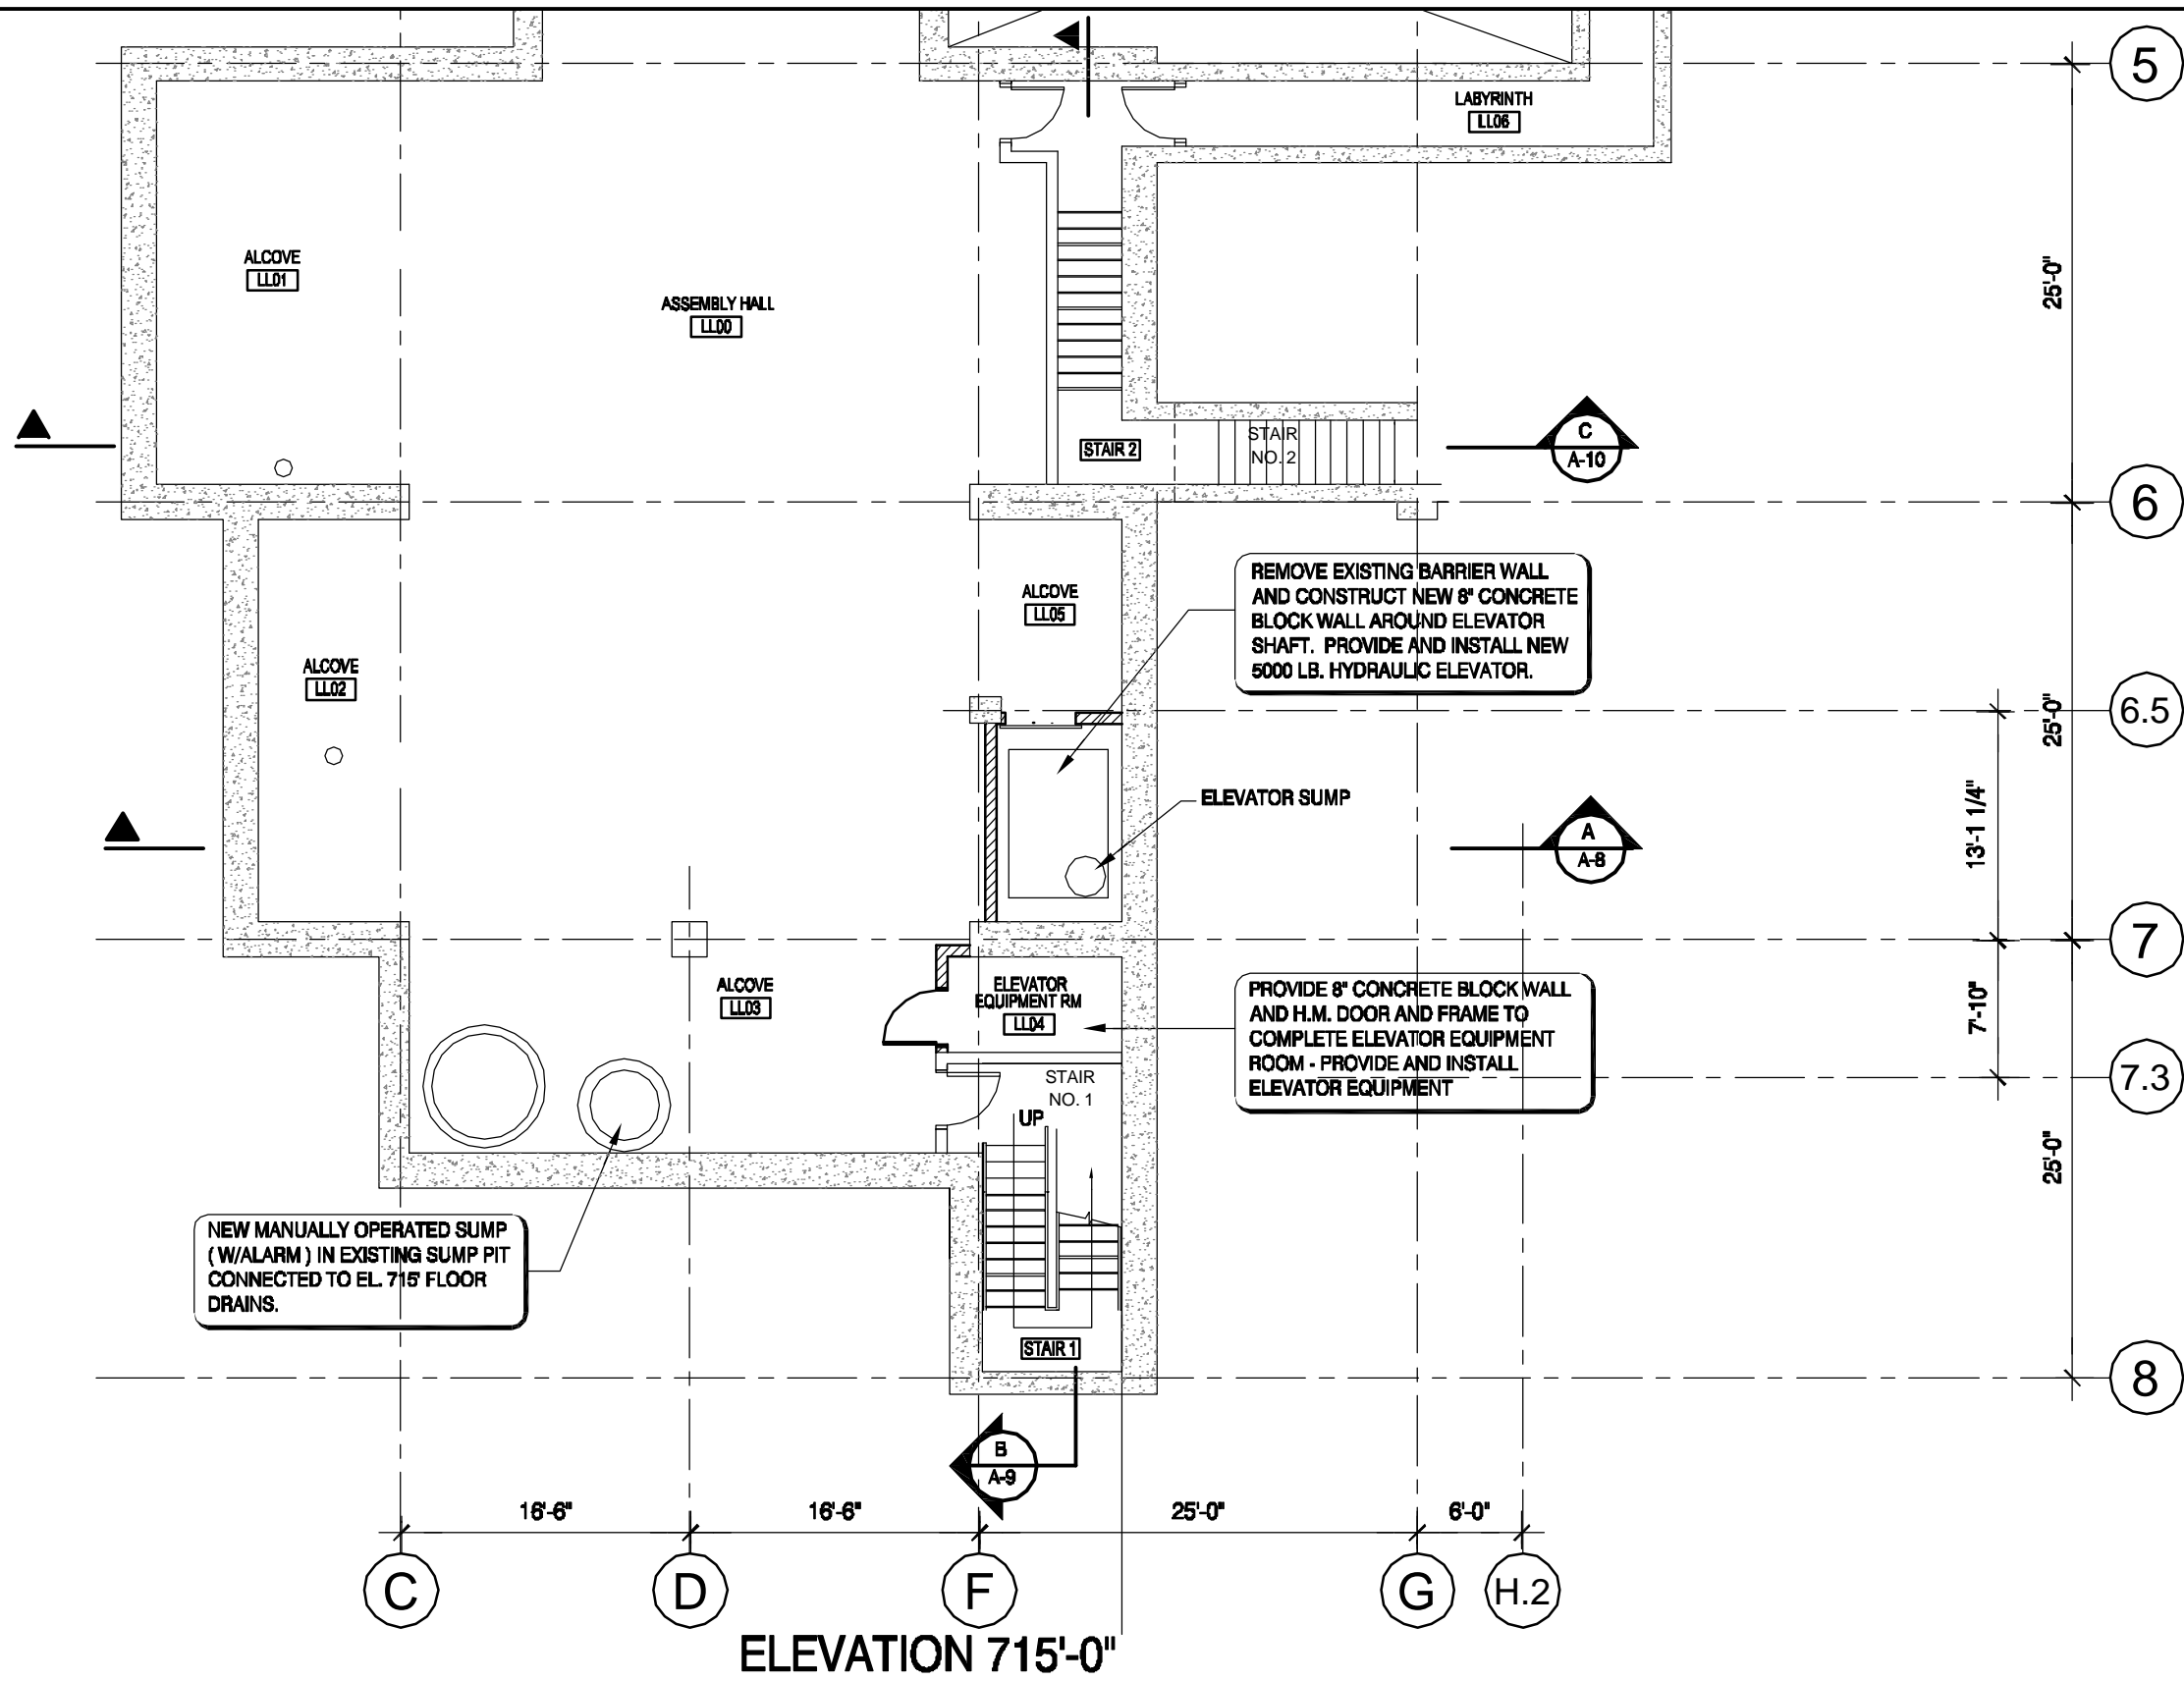 5
LABYRINTH
LL06
ALCOVE
LL01
ASSEMBLY HALL
LL00
25'-0"
STAIR 2
STAIR
NO. 2
C
A-10
6
ALCOVE
LL05
REMOVE EXISTING BARRIER WALL
AND CONSTRUCT NEW 8" CONCRETE
BLOCK WALL AROUND ELEVATOR
SHAFT. PROVIDE AND INSTALL NEW
5000 LB. HYDRAULIC ELEVATOR.
ALCOVE
LL02
25'-0"
6.5
ELEVATOR SUMP
13'-1 1/4"
A
A-8
7
ALCOVE
LL03
ELEVATOR
EQUIPMENT RM
LL04
PROVIDE 8" CONCRETE BLOCK WALL
AND H.M. DOOR AND FRAME TO
COMPLETE ELEVATOR EQUIPMENT
ROOM - PROVIDE AND INSTALL
ELEVATOR EQUIPMENT
7'-10"
7.3
STAIR
NO. 1
UP
25'-0"
NEW MANUALLY OPERATED SUMP
( W/ALARM ) IN EXISTING SUMP PIT
CONNECTED TO EL. 715' FLOOR
DRAINS.
STAIR 1
8
B
A-9
16'-6"
16'-6"
25'-0"
6'-0"
C
D
F
G
H.2
ELEVATION 715'-0"